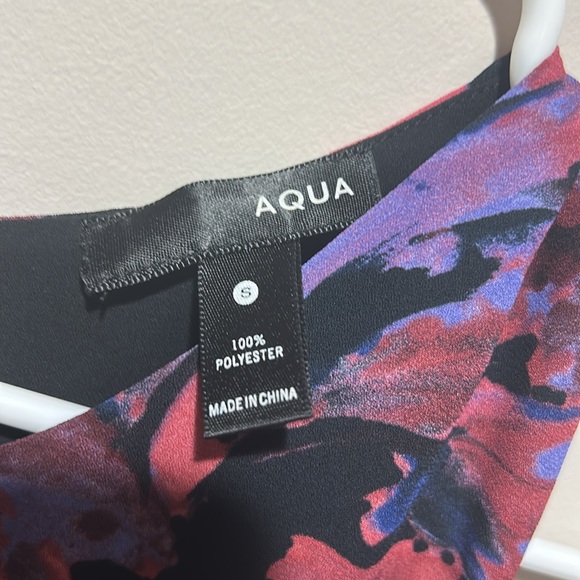 AQUA
S
100%
POLYESTER
MADE IN CHINA